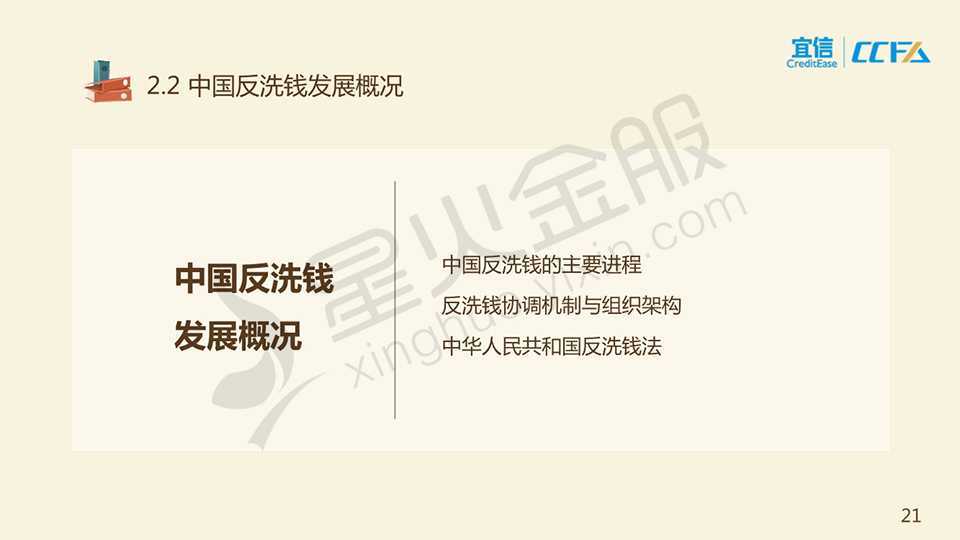 宜信
CreditEase
CCFA
2.2 中国反洗钱发展概况
星火金服
xinghuo.yixin.com
中国反洗钱
发展概况
中国反洗钱的主要进程
反洗钱协调机制与组织架构
中华人民共和国反洗钱法
21